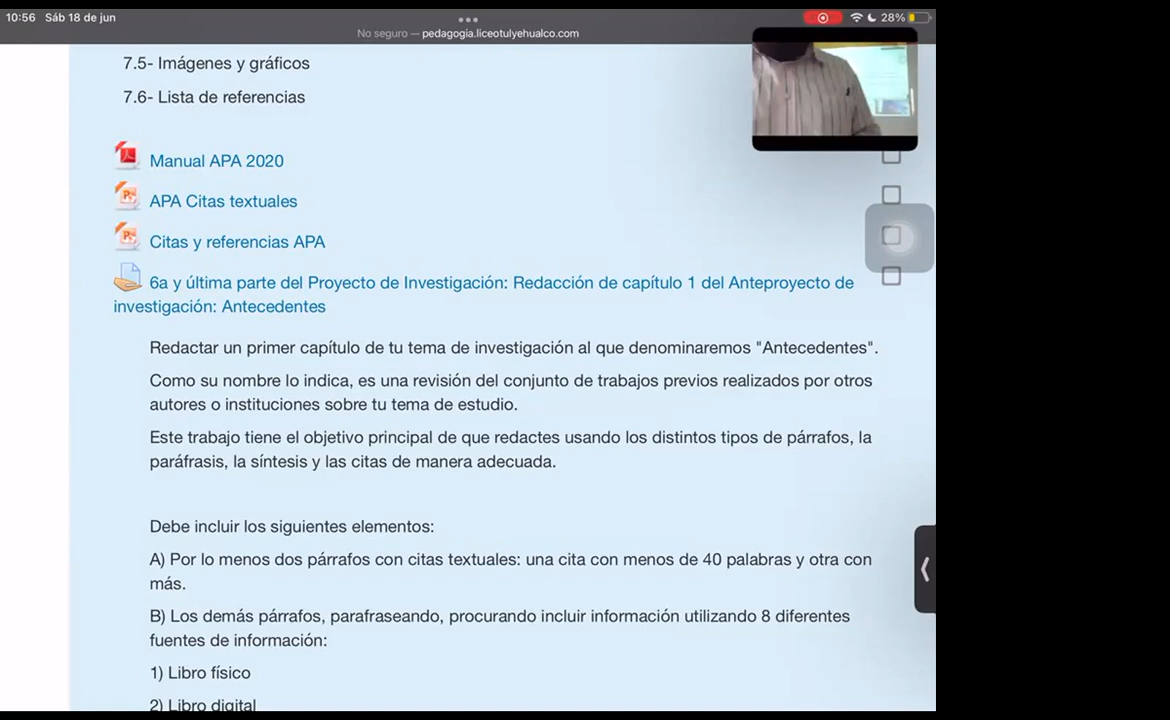 10:56 Sáb 18 de jun
28%
No seguro — pedagogia.liceotulyehualco.com
7.5- Imágenes y gráficos
7.6- Lista de referencias
Manual APA 2020
APA Citas textuales
Citas y referencias APA
6a y última parte del Proyecto de Investigación: Redacción de capítulo 1 del Anteproyecto de
investigación: Antecedentes
Redactar un primer capítulo de tu tema de investigación al que denominaremos "Antecedentes".
Como su nombre lo indica, es una revisión del conjunto de trabajos previos realizados por otros
autores o instituciones sobre tu tema de estudio.
Este trabajo tiene el objetivo principal de que redactes usando los distintos tipos de párrafos, la
paráfrasis, la síntesis y las citas de manera adecuada.
Debe incluir los siguientes elementos:
A) Por lo menos dos párrafos con citas textuales: una cita con menos de 40 palabras y otra con
más.
B) Los demás párrafos, parafraseando, procurando incluir información utilizando 8 diferentes
fuentes de información:
1) Libro físico
2) Libro digital